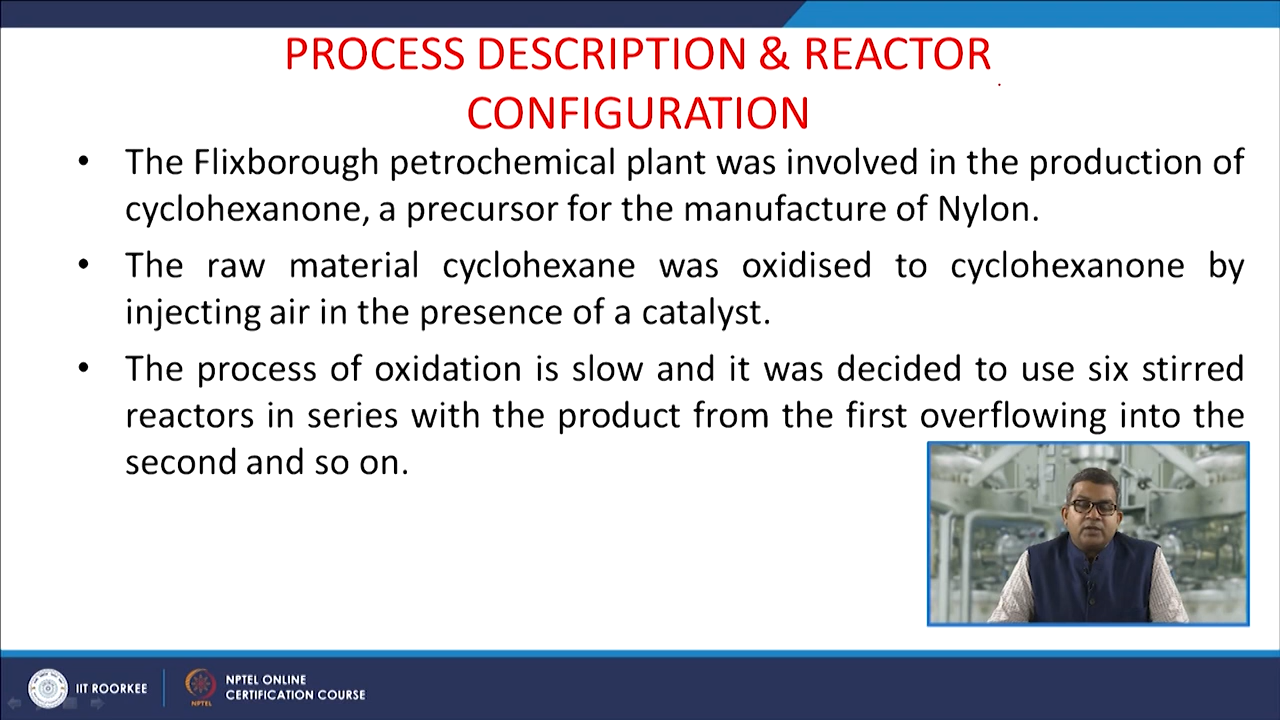 PROCESS DESCRIPTION & REACTOR
CONFIGURATION
• The Flixborough petrochemical plant was involved in the production of
cyclohexanone, a precursor for the manufacture of Nylon.
• The raw material cyclohexane was oxidised to cyclohexanone by
injecting air in the presence of a catalyst.
• The process of oxidation is slow and it was decided to use six stirred
reactors in series with the product from the first overflowing into the
second and so on.
IIT ROORKEE
NPTEL
NPTEL ONLINE
CERTIFICATION COURSE